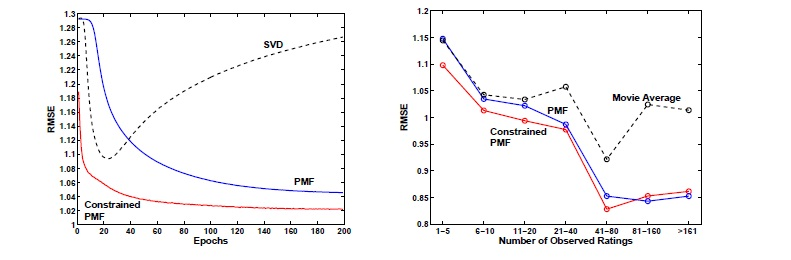 1.3
1.28
1.26
1.24
1.22
1.2
1.18
1.16
1.14
1.12
1.1
1.08
1.06
1.04
1.02
1
RMSE
SVD
PMF
Constrained
PMF
0 20 40 60 80 100 120 140 160 180 200
Epochs
1.2
1.15
1.1
1.05
1
0.95
0.9
0.85
0.8
RMSE
Movie Average
PMF
Constrained
PMF
1−5 6−10 11−20 21−40 41−80 81−160 >161
Number of Observed Ratings